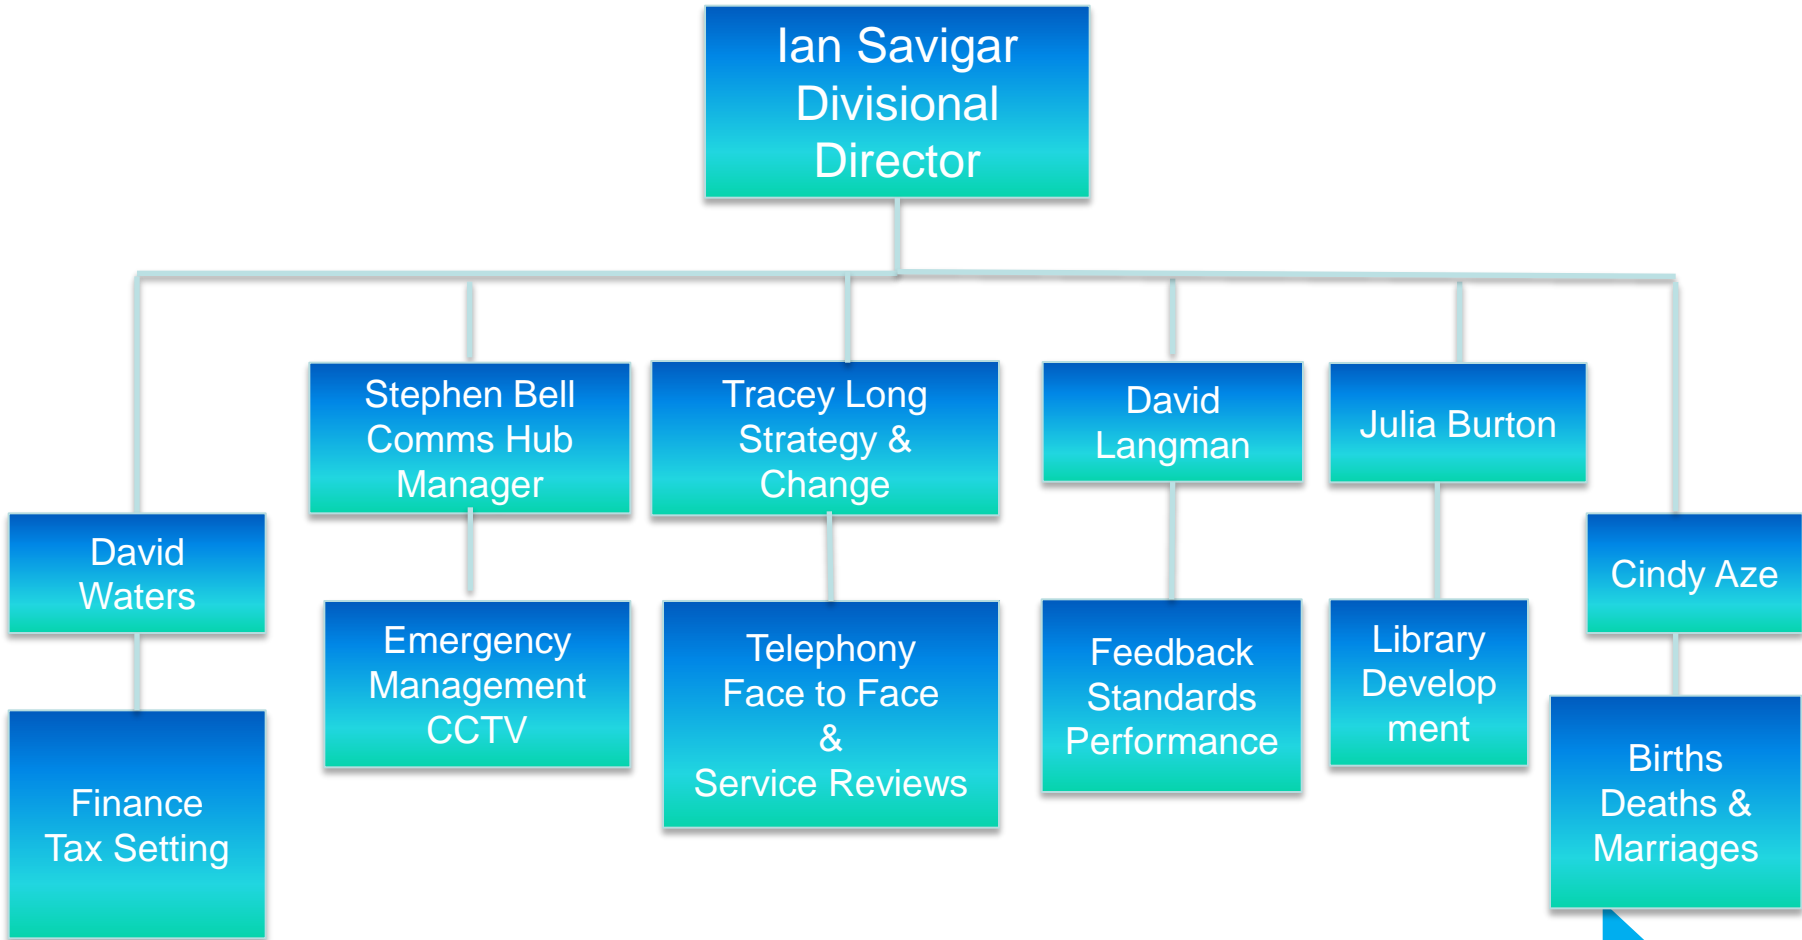 Ian Savigar
Divisional
Director
Stephen Bell
Comms Hub
Manager
Tracey Long
Strategy &
Change
David
Langman
Julia Burton
David
Waters
Cindy Aze
Emergency
Management
CCTV
Telephony
Face to Face
&
Service Reviews
Feedback
Standards
Performance
Library
Develop
ment
Finance
Tax Setting
Births
Deaths &
Marriages